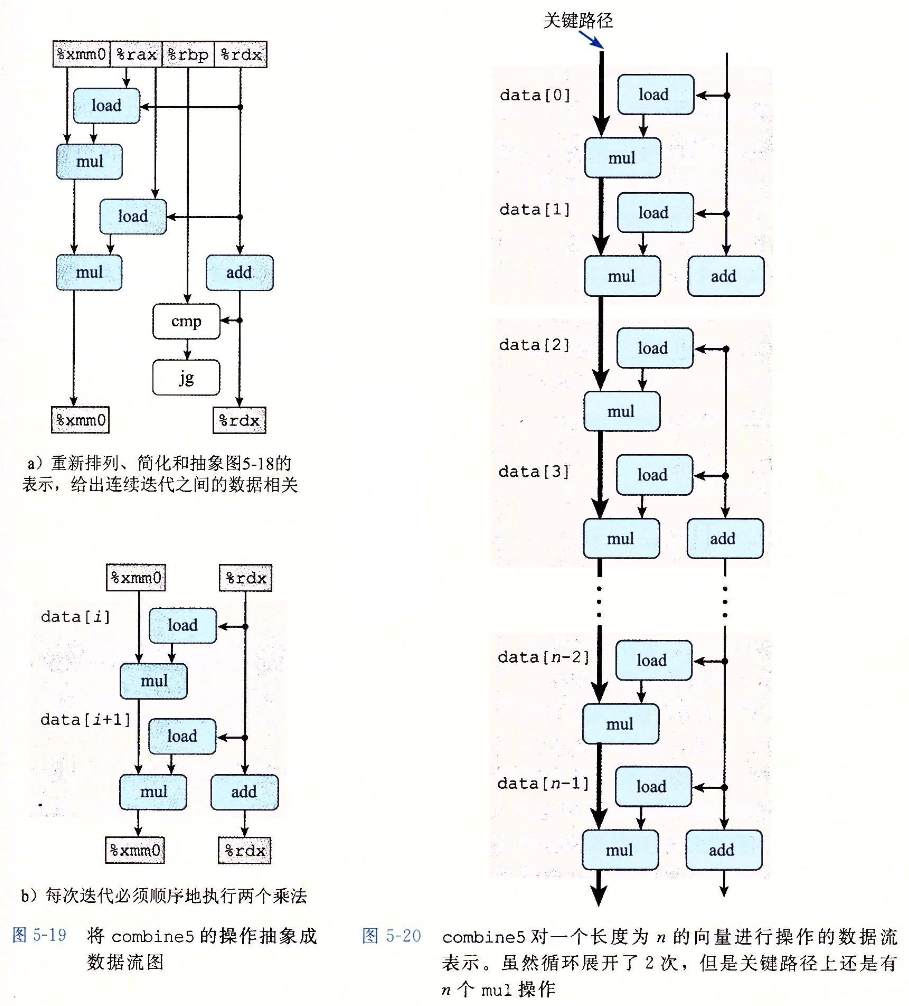 %xmm0 %rax %rbp %rdx
load
mul
load
mul
add
cmp
jg
%xmm0
%rdx
a）重新排列、简化和抽象图5-18的
表示，给出连续迭代之间的数据相关
%xmm0
%rdx
data[i]
load
mul
data[i+1]
load
mul
add
%xmm0
%rdx
b）每次迭代必须顺序地执行两个乘法
图 5-19 将 combine5 的操作抽象成
数据流图
关键路径
data[0]
load
mul
data[1]
load
mul
add
data[2]
load
mul
data[3]
load
mul
add
data[n-2]
load
mul
data[n-1]
load
mul
add
图 5-20 combine5 对一个长度为 n 的向量进行操作的数据流
表示。虽然循环展开了 2 次，但是关键路径上还是有
n 个 mul 操作